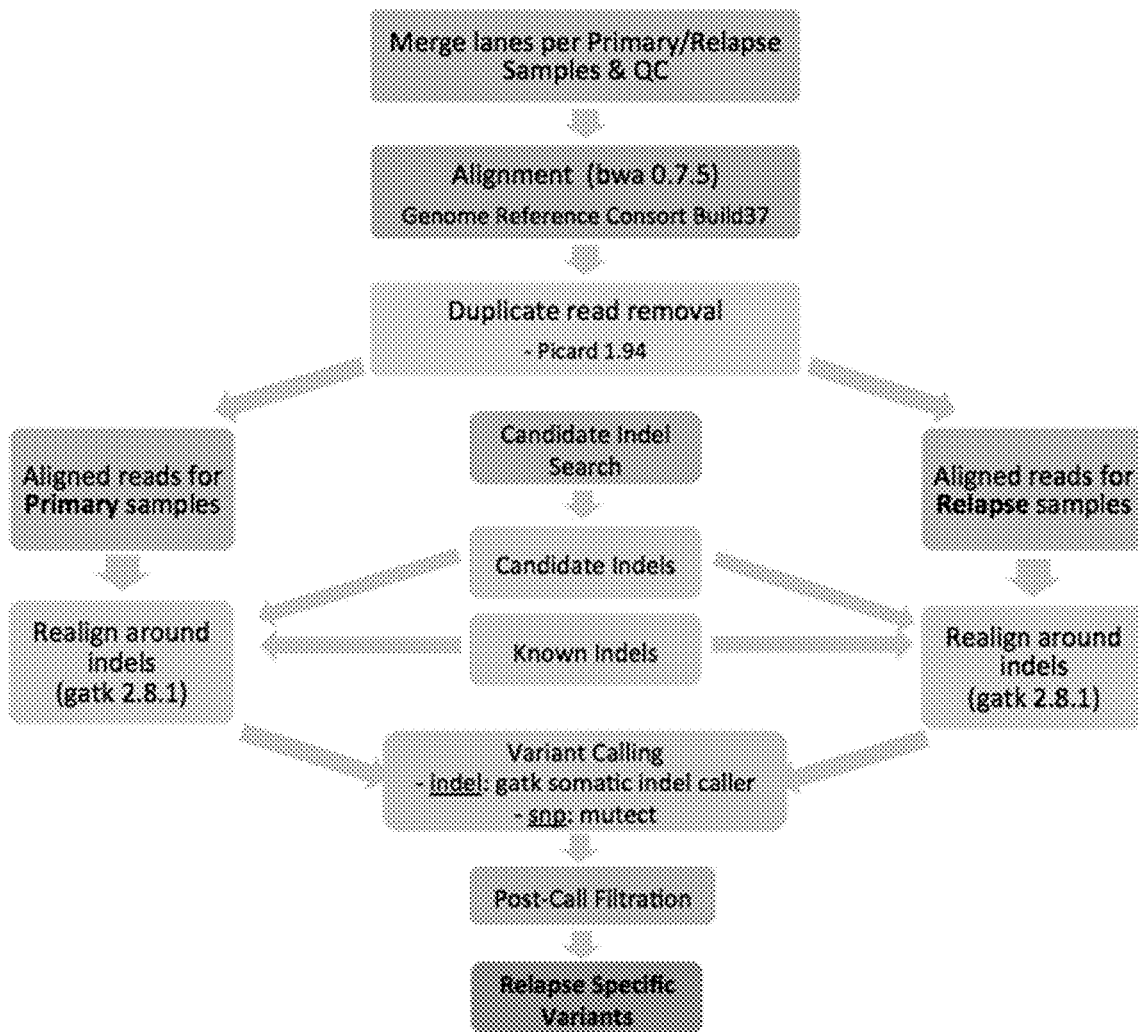 Merge lanes per Primary/Relapse
Samples & QC
Alignment (bwa 0.7.5)
Genome Reference Consort Build37
Duplicate read removal
- Picard 1.94
Candidate Indel
Search
Aligned reads for
Primary samples
Aligned reads for
Relapse samples
Candidate Indels
Realign around
indels
(gatk 2.8.1)
Known Indels
Realign around
indels
(gatk 2.8.1)
Variant Calling
- indel: gatk somatic indel caller
- snp: mutect
Post-Call Filtration
Relapse Specific
Variants